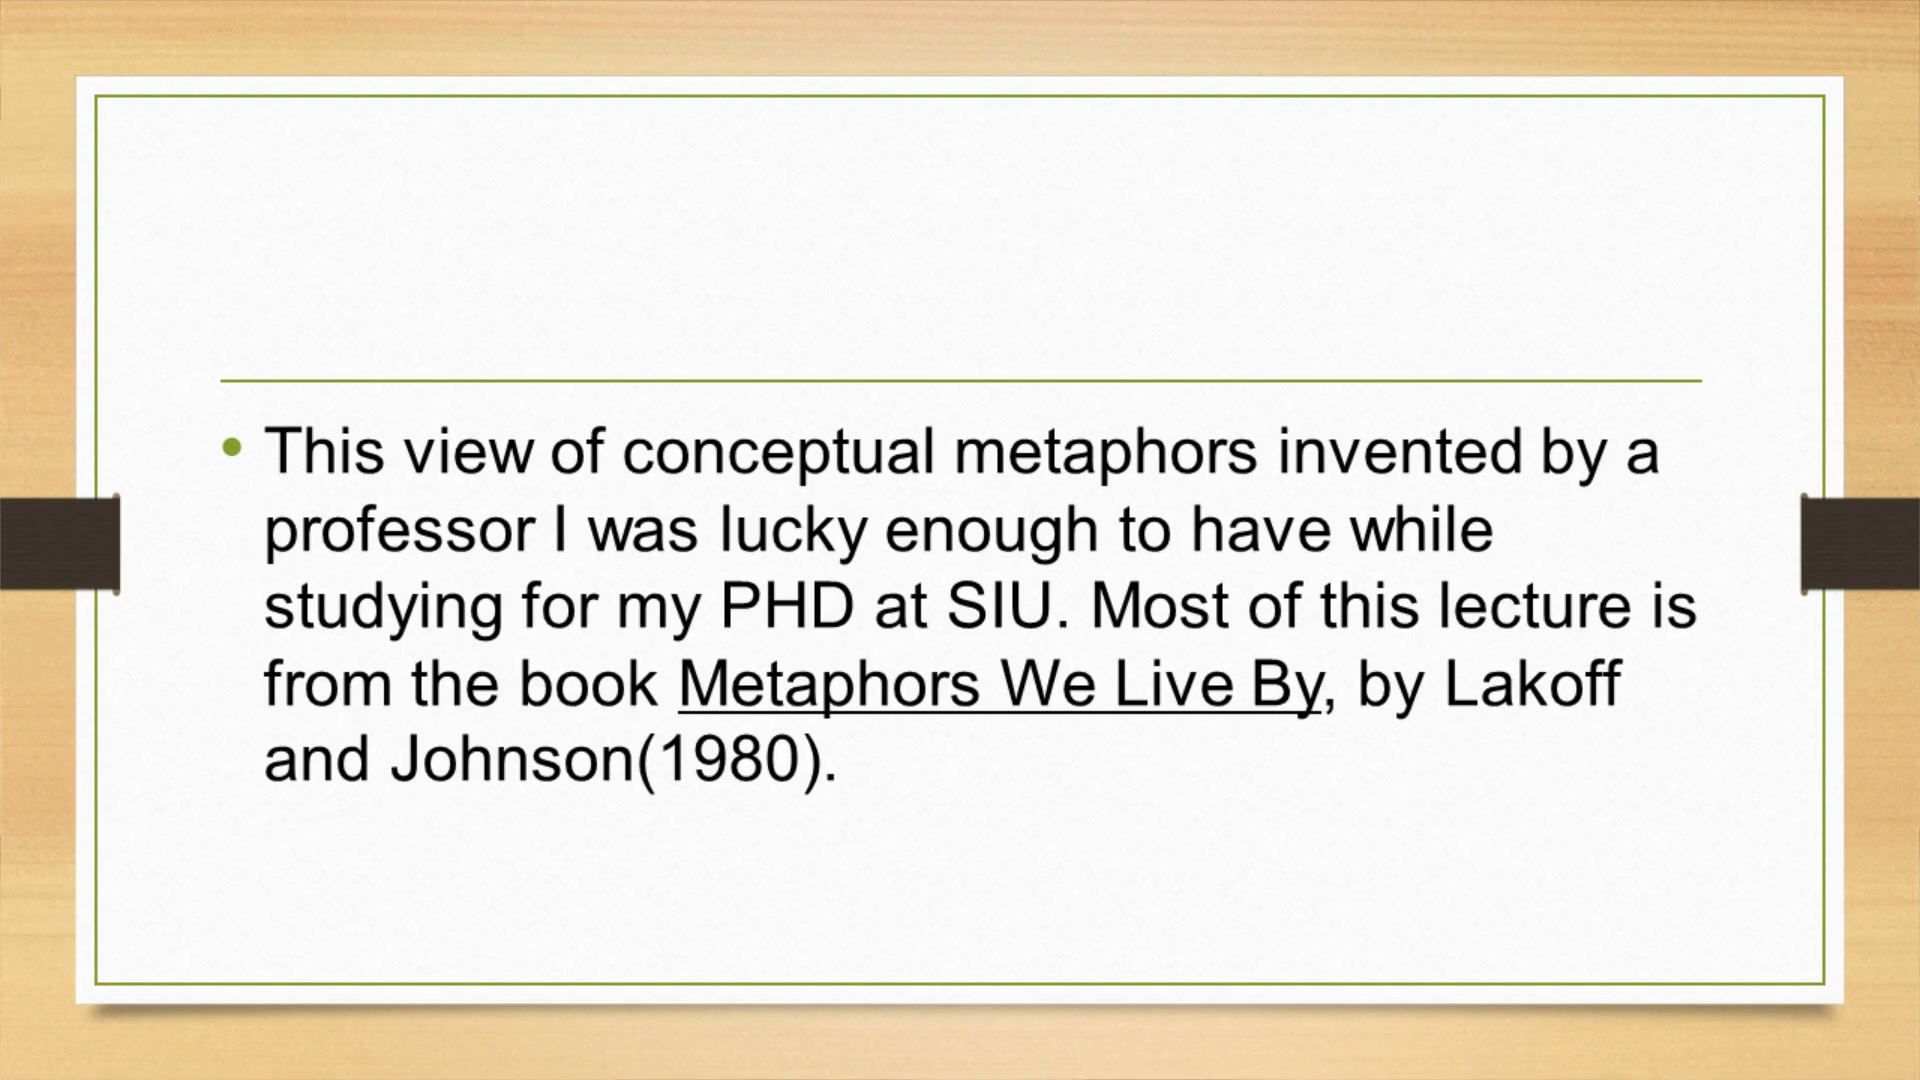 • This view of conceptual metaphors invented by a
professor I was lucky enough to have while
studying for my PHD at SIU. Most of this lecture is
from the book Metaphors We Live By, by Lakoff
and Johnson(1980).